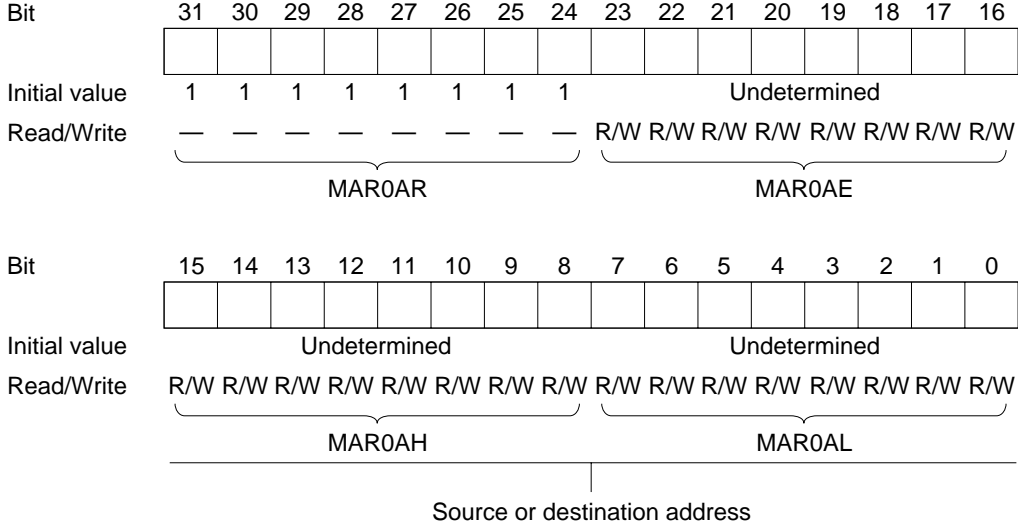 Bit 31 30 29 28 27 26 25 24 23 22 21 20 19 18 17 16
Initial value 1 1 1 1 1 1 1 1 Undetermined
Read/Write — — — — — — — — R/W R/W R/W R/W R/W R/W R/W R/W
MAR0AR MAR0AE
Bit 15 14 13 12 11 10 9 8 7 6 5 4 3 2 1 0
Initial value Undetermined Undetermined
Read/Write R/W R/W R/W R/W R/W R/W R/W R/W R/W R/W R/W R/W R/W R/W R/W R/W
MAR0AH MAR0AL
Source or destination address